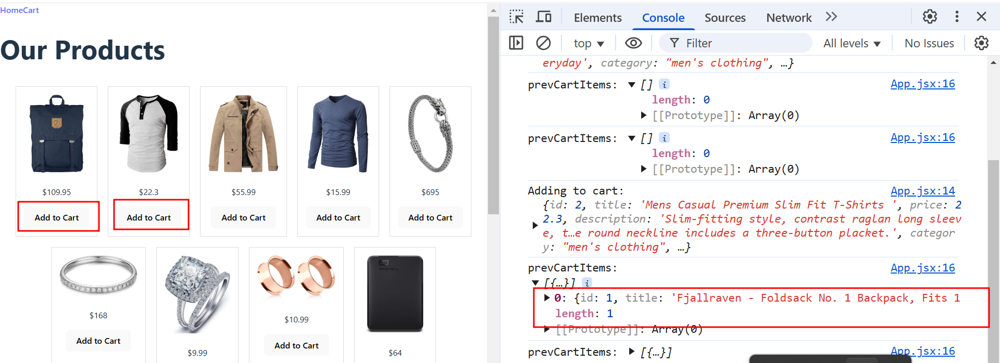 HomeCart
Our Products
$109.95
$22.3
$55.99
$15.99
$695
Add to Cart
Add to Cart
Add to Cart
Add to Cart
Add to Cart
$168
Add to Cart
$9.99
$10.99
Add to Cart
$64
Elements
Console
Sources
Network
top
Filter
All levels
No Issues
eryday', category: "men's clothing", …}
prevCartItems: [] i App.jsx:16
length: 0
[[Prototype]]: Array(0)
prevCartItems: [] i App.jsx:16
length: 0
[[Prototype]]: Array(0)
Adding to cart: App.jsx:14
{id: 2, title: 'Mens Casual Premium Slim Fit T-Shirts ', price: 2
2.3, description: 'Slim-fitting style, contrast raglan long sleev
e, t…e round neckline includes a three-button placket.', categor
y: "men's clothing", …}
prevCartItems: App.jsx:16
[{…}] i
0: {id: 1, title: 'Fjallraven - Foldsack No. 1 Backpack, Fits 1
length: 1
[[Prototype]]: Array(0)
prevCartItems: [{…}] App.jsx:16